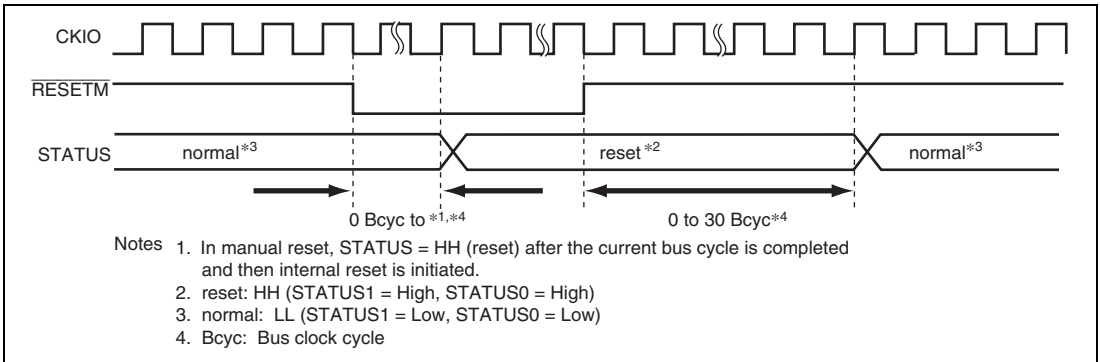 CKIO
RESETM
STATUS normal*3 reset*2 normal*3
0 Bcyc to *1,*4 0 to 30 Bcyc*4
Notes 1. In manual reset, STATUS = HH (reset) after the current bus cycle is completed
and then internal reset is initiated.
2. reset: HH (STATUS1 = High, STATUS0 = High)
3. normal: LL (STATUS1 = Low, STATUS0 = Low)
4. Bcyc: Bus clock cycle